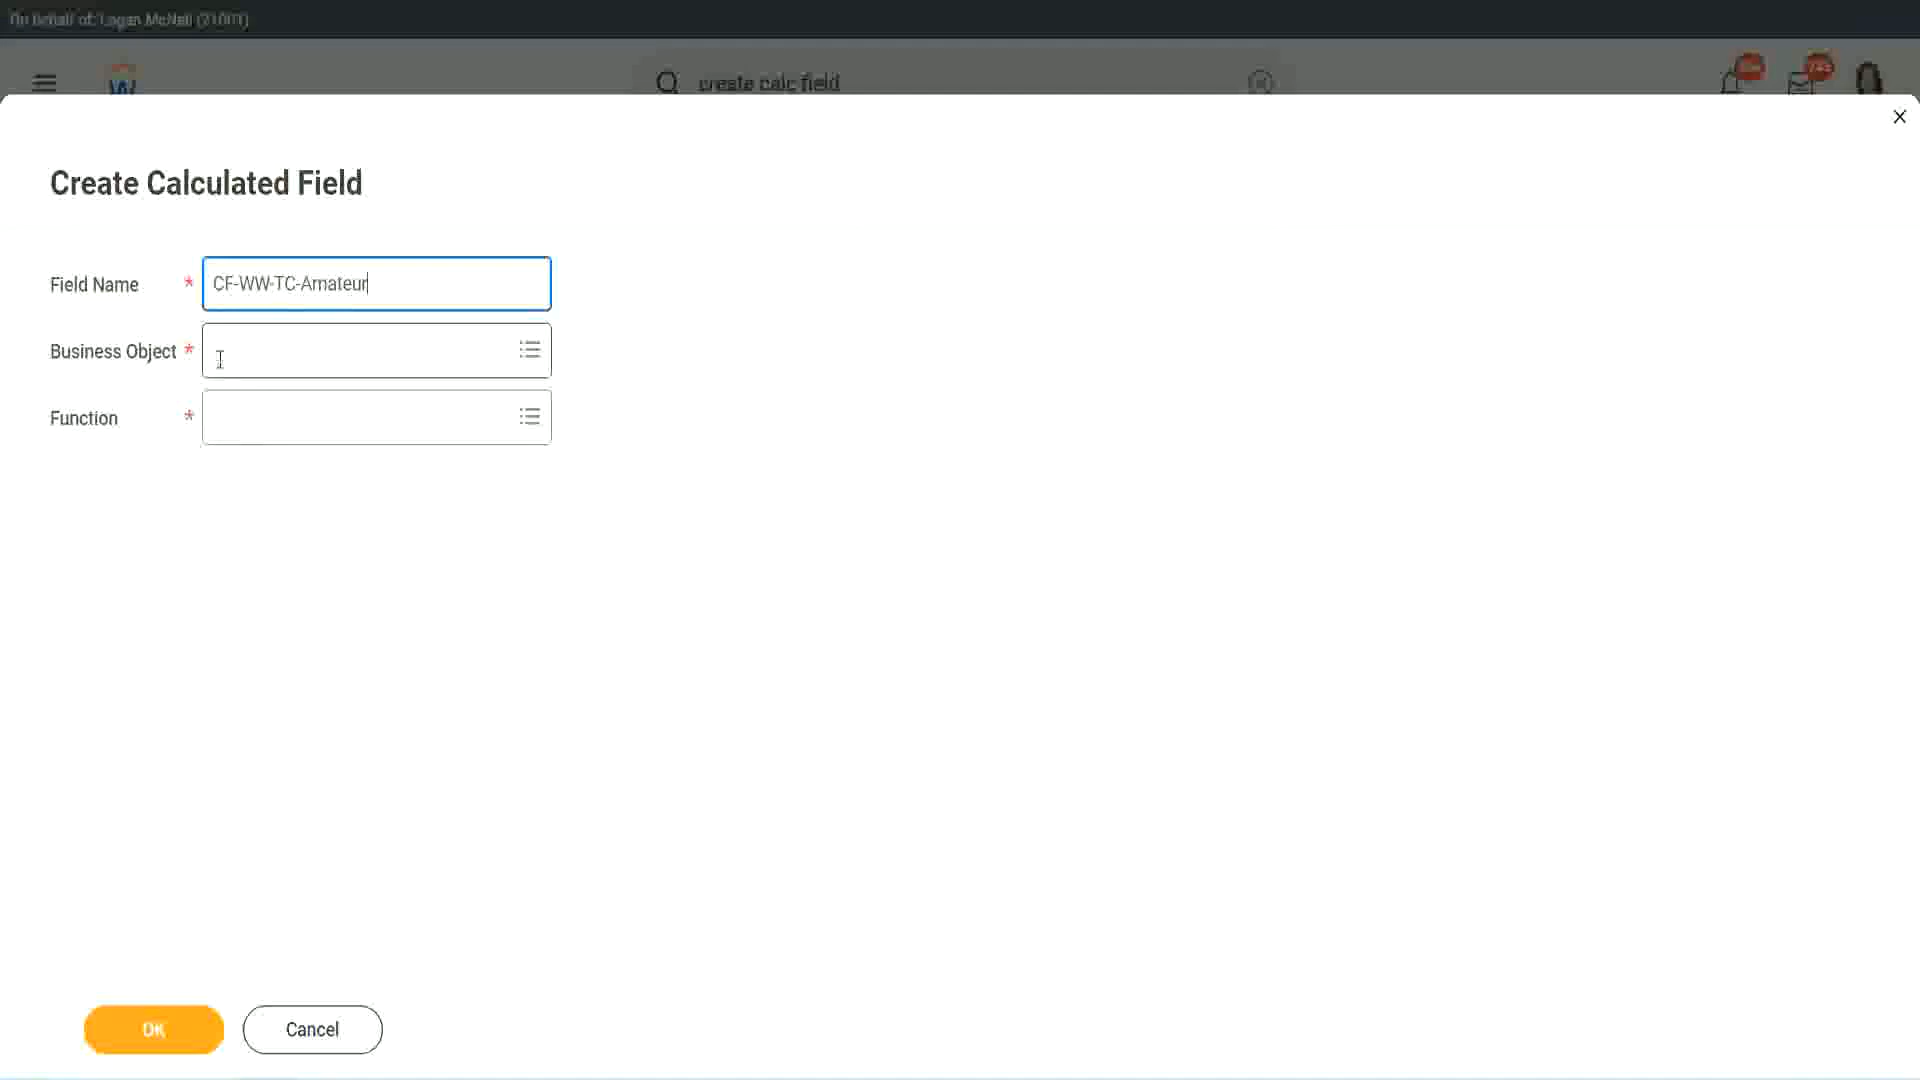 On behalf of: Logan McNeil (21001)
create calc field
Create Calculated Field
Field Name *
CF-WW-TC-Amateur
Business Object *
Function *
OK
Cancel